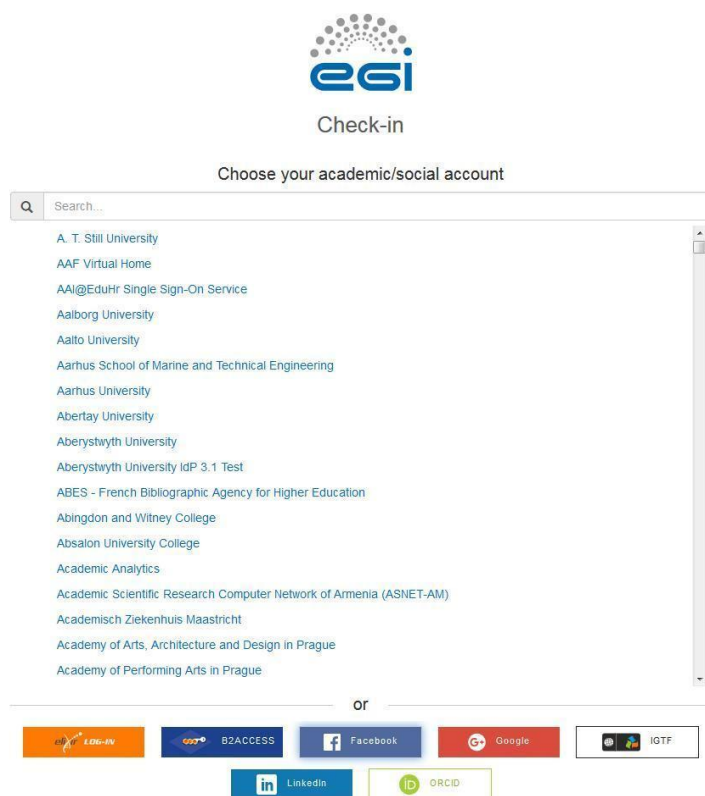 egi
Check-in
Choose your academic/social account
Search...
A. T. Still University
AAF Virtual Home
AAI@EduHr Single Sign-On Service
Aalborg University
Aalto University
Aarhus School of Marine and Technical Engineering
Aarhus University
Abertay University
Aberystwyth University
Aberystwyth University IdP 3.1 Test
ABES - French Bibliographic Agency for Higher Education
Abingdon and Witney College
Absalon University College
Academic Analytics
Academic Scientific Research Computer Network of Armenia (ASNET-AM)
Academisch Ziekenhuis Maastricht
Academy of Arts, Architecture and Design in Prague
Academy of Performing Arts in Prague
or
elixir LOG-IN B2ACCESS f Facebook G+ Google IGTF
in LinkedIn iD ORCID